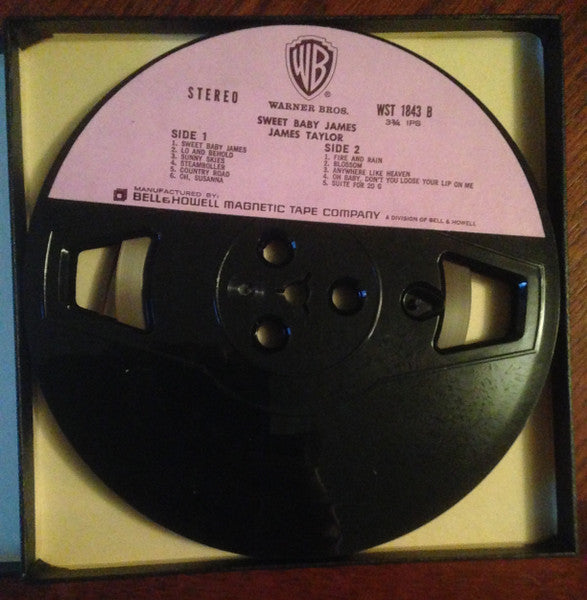 WB
®
WARNER BROS.
STEREO
WST 1843 B
3¾ IPS
SWEET BABY JAMES
JAMES TAYLOR
SIDE 1
1. SWEET BABY JAMES
2. LO AND BEHOLD
3. SUNNY SKIES
4. STEAMROLLER
5. COUNTRY ROAD
6. OH, SUSANNA
SIDE 2
1. FIRE AND RAIN
2. BLOSSOM
3. ANYWHERE LIKE HEAVEN
4. OH BABY, DON'T YOU LOOSE YOUR LIP ON ME
5. SUITE FOR 20 G
MANUFACTURED BY:
BELL & HOWELL MAGNETIC TAPE COMPANY A DIVISION OF BELL & HOWELL